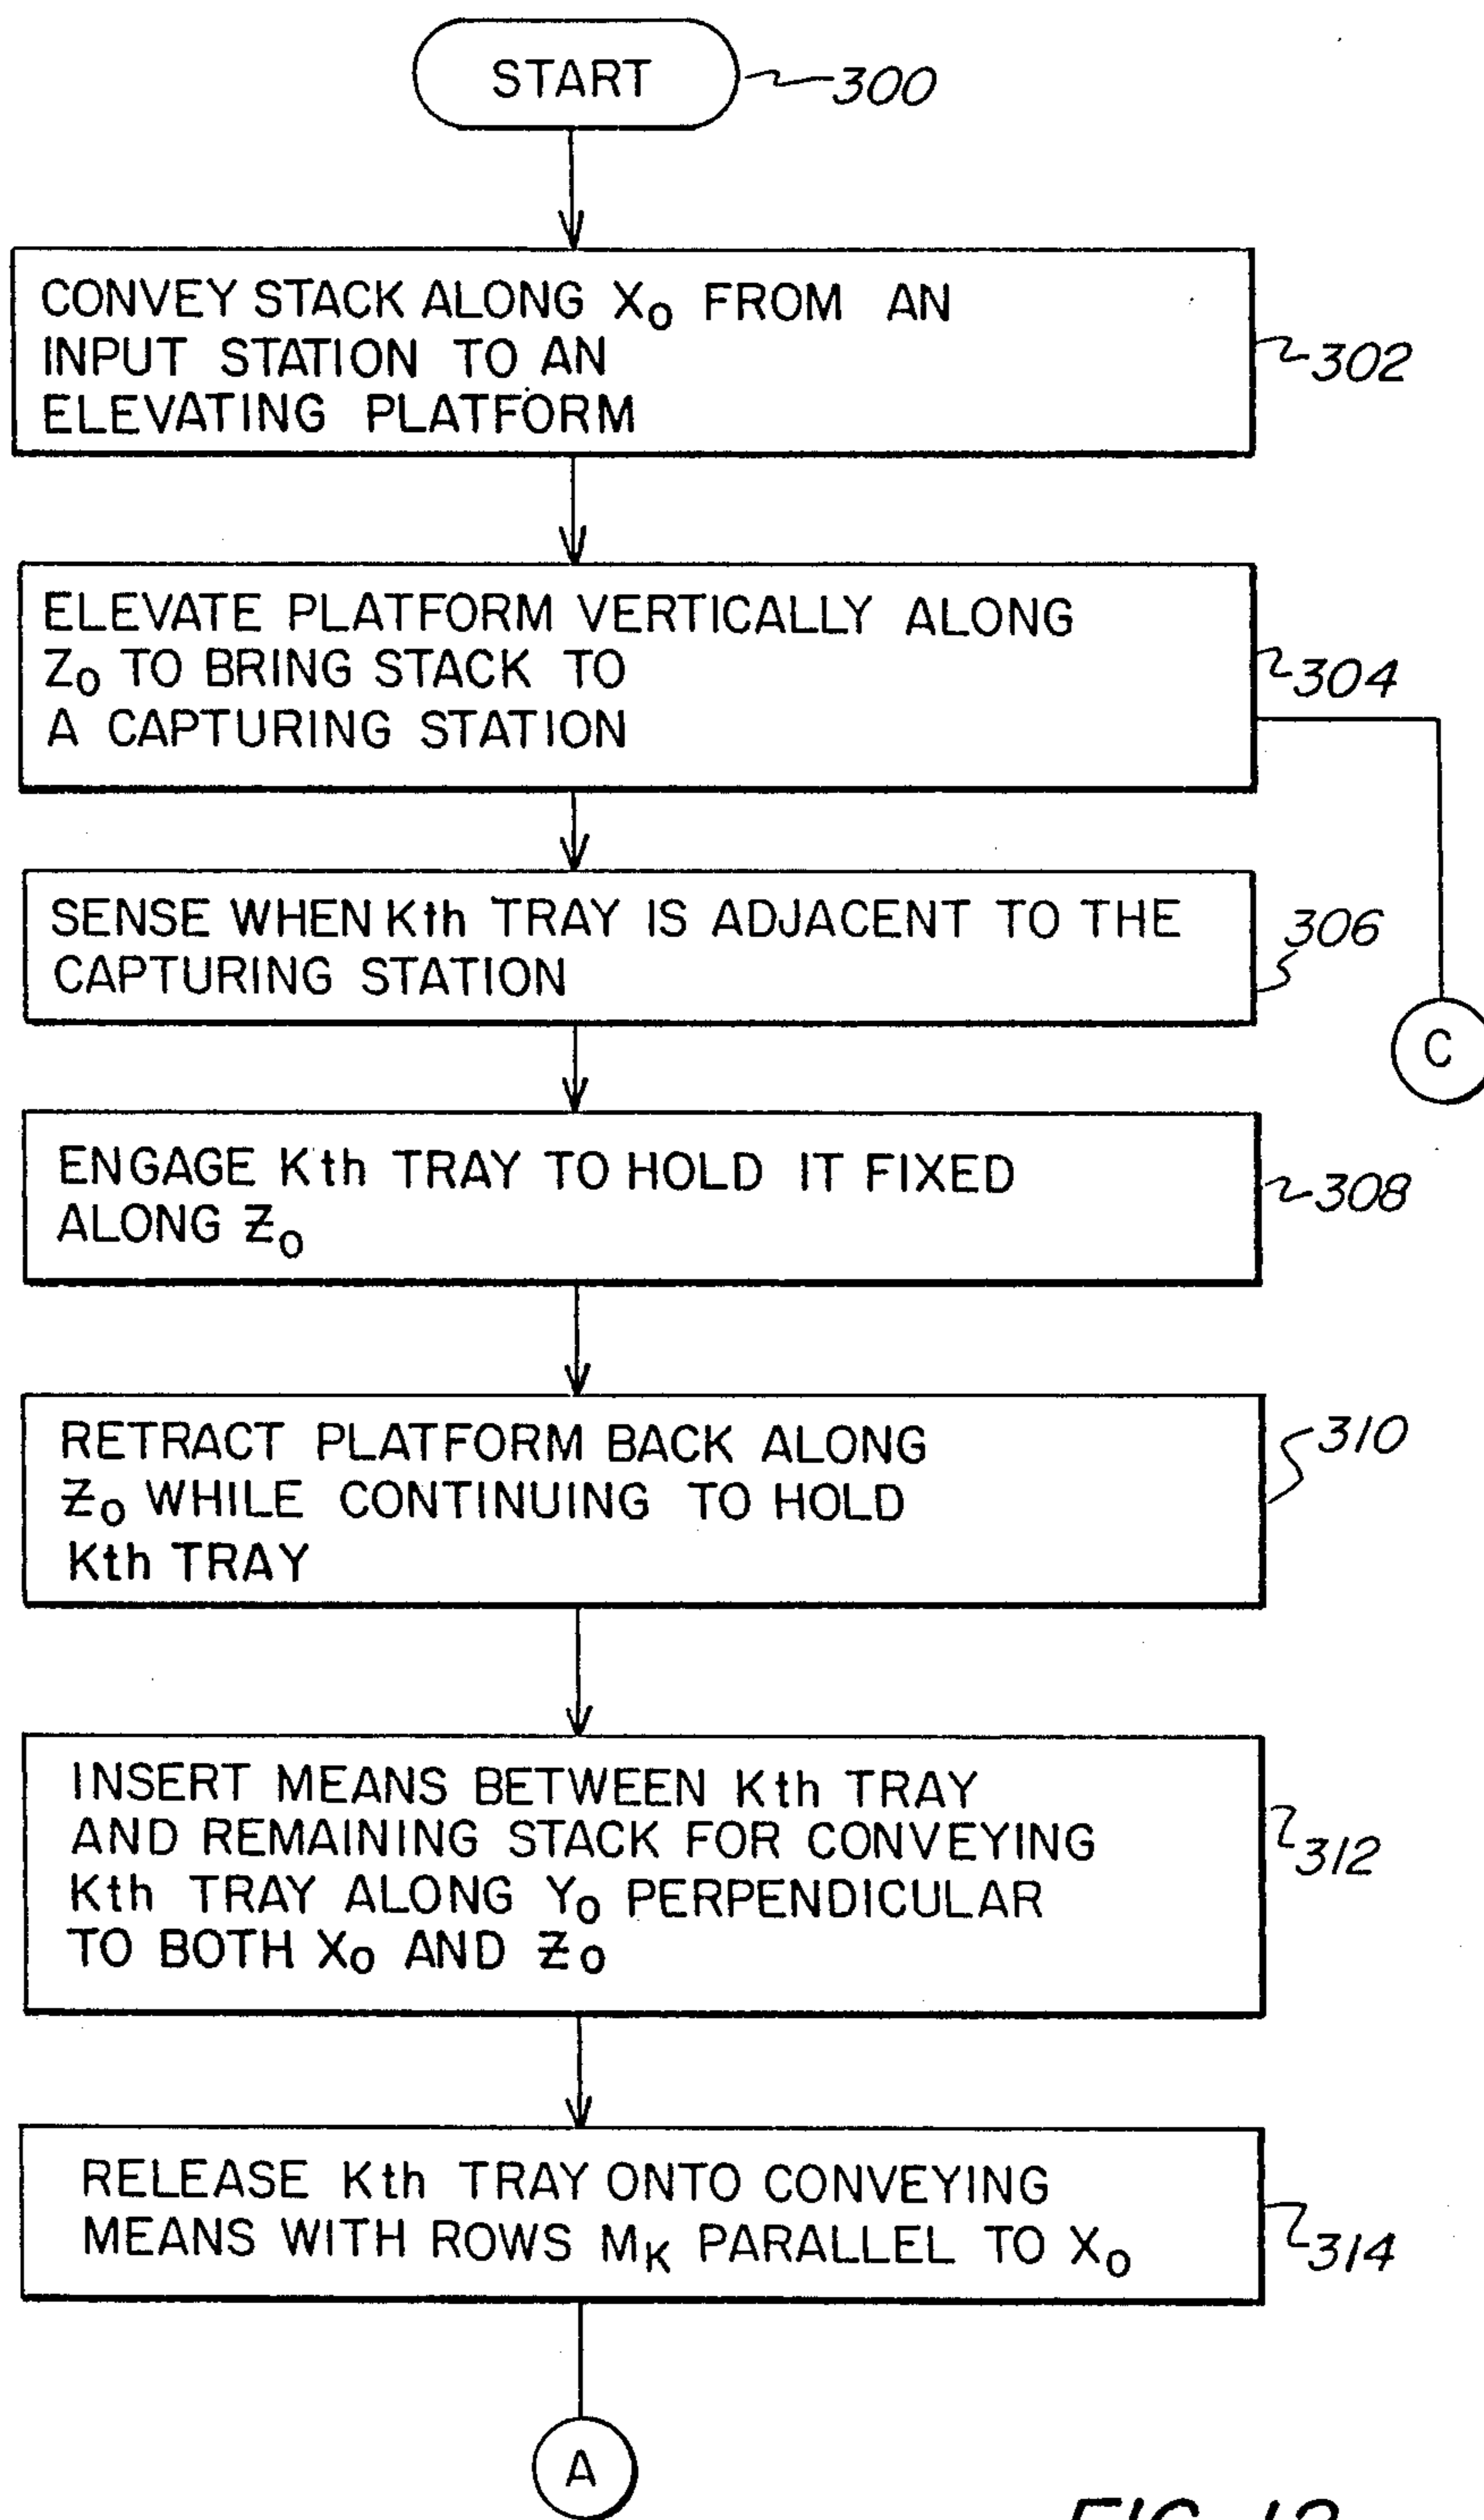 START
300
CONVEY STACK ALONG X₀ FROM AN
INPUT STATION TO AN
ELEVATING PLATFORM
302
ELEVATE PLATFORM VERTICALLY ALONG
Z₀ TO BRING STACK TO
A CAPTURING STATION
304
SENSE WHEN Kth TRAY IS ADJACENT TO THE
CAPTURING STATION
306
C
ENGAGE Kth TRAY TO HOLD IT FIXED
ALONG Z₀
308
RETRACT PLATFORM BACK ALONG
Z₀ WHILE CONTINUING TO HOLD
Kth TRAY
310
INSERT MEANS BETWEEN Kth TRAY
AND REMAINING STACK FOR CONVEYING
Kth TRAY ALONG Y₀ PERPENDICULAR
TO BOTH X₀ AND Z₀
312
RELEASE Kth TRAY ONTO CONVEYING
MEANS WITH ROWS M_K PARALLEL TO X₀
314
A